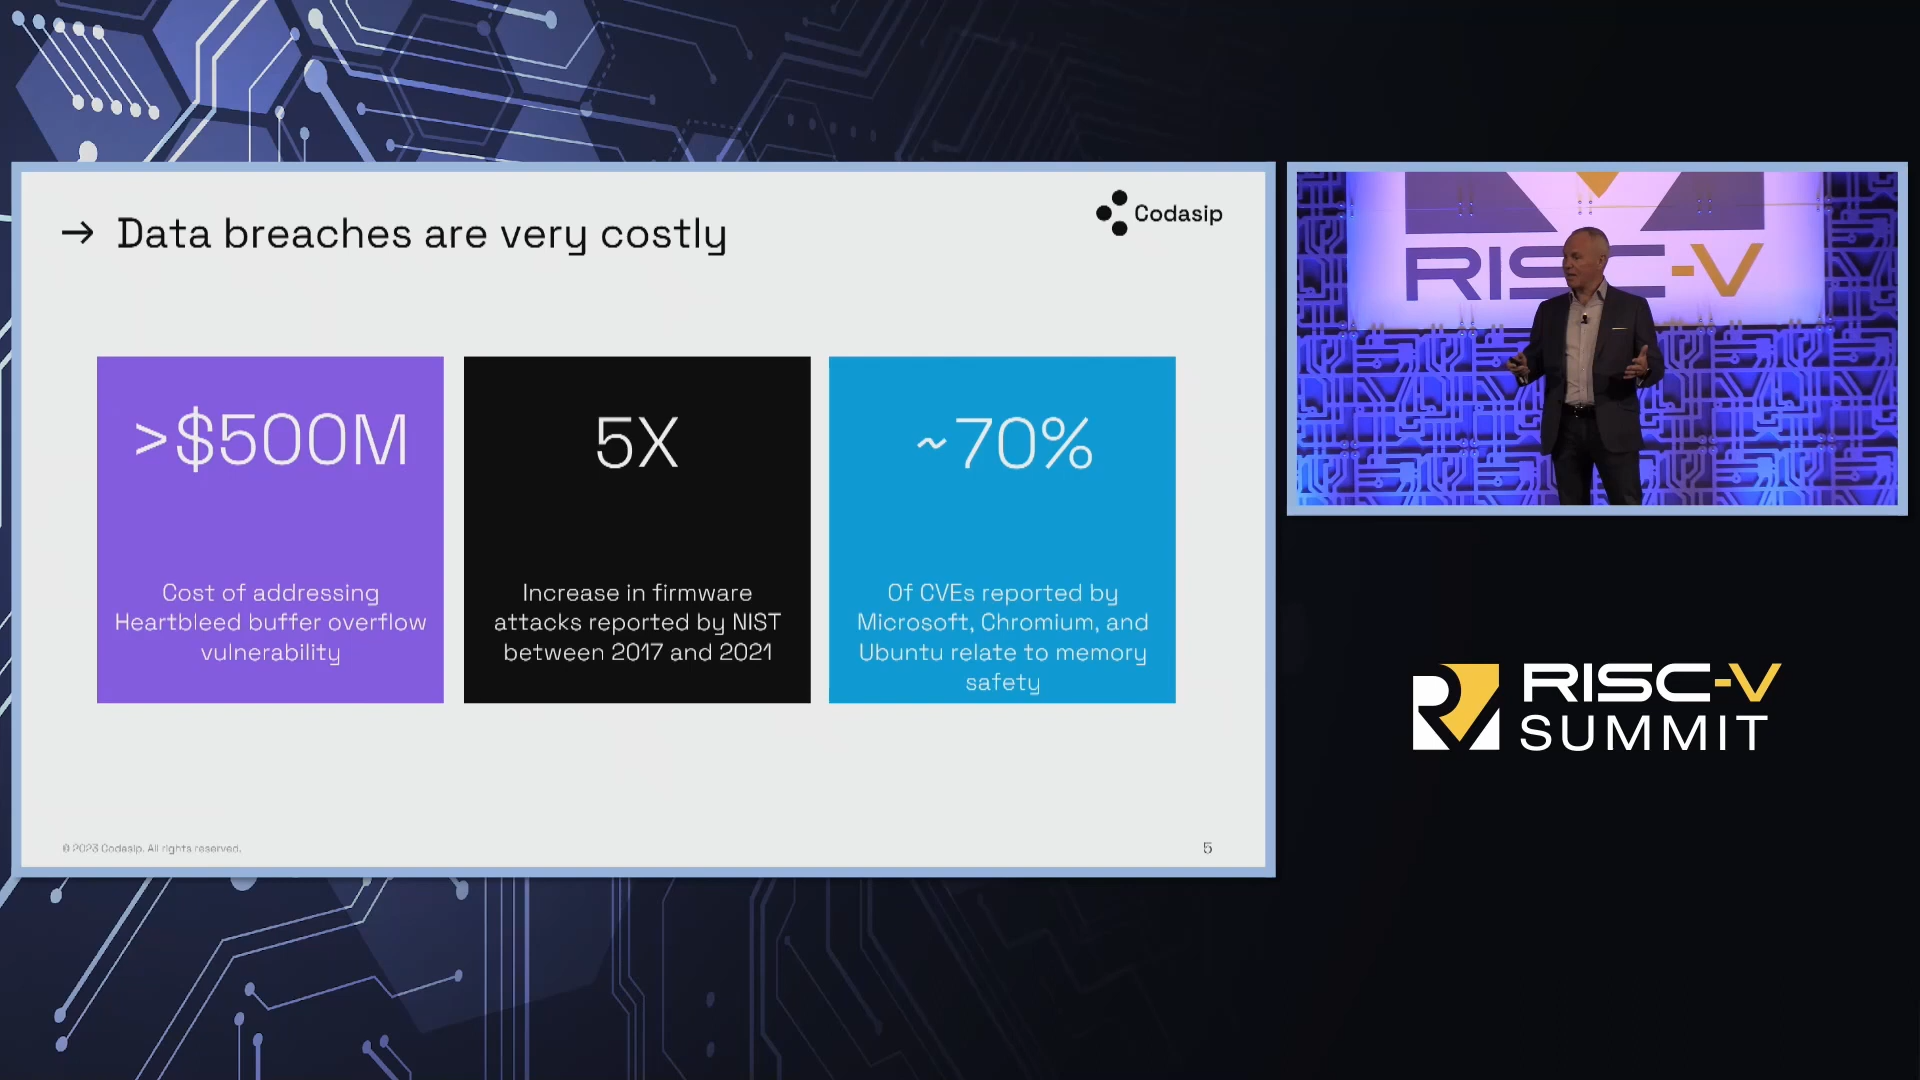 → Data breaches are very costly
Codasip
>$500M
Cost of addressing
Heartbleed buffer overflow
vulnerability
5X
Increase in firmware
attacks reported by NIST
between 2017 and 2021
~70%
Of CVEs reported by
Microsoft, Chromium, and
Ubuntu relate to memory
safety
© 2023 Codasip. All rights reserved.
5
RISC-V
RISC-V
SUMMIT